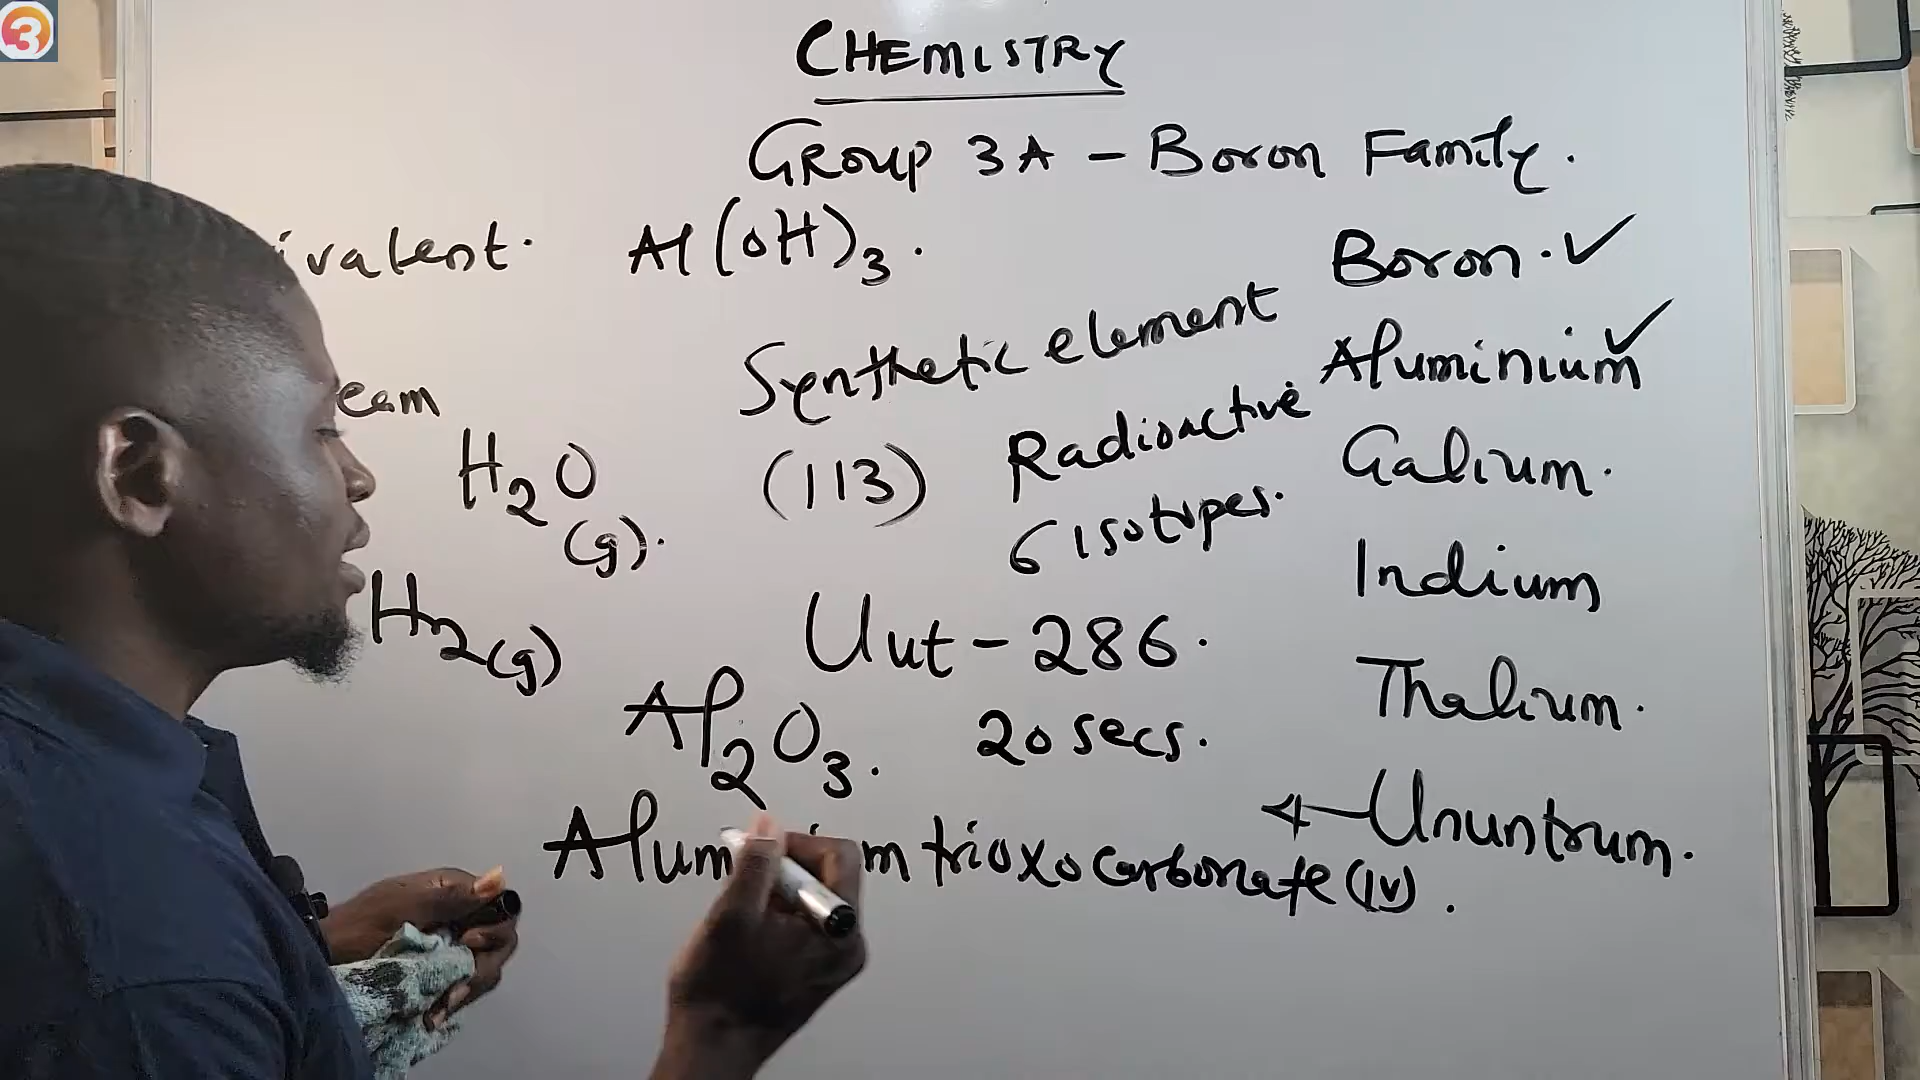 3
CHEMISTRY
GROUP 3A – Boron Family.
ivalent. Al(OH)3.
Boron. ✓
Synthetic element
Aluminium ✓
eam
H2O(g).
(113)
Radioactive
6 isotopes.
Galium.
Indium
H2(g)
Uut – 286.
Al2O3.
20 secs.
Thalium.
Ununtrum.
trioxocarbonate (IV).